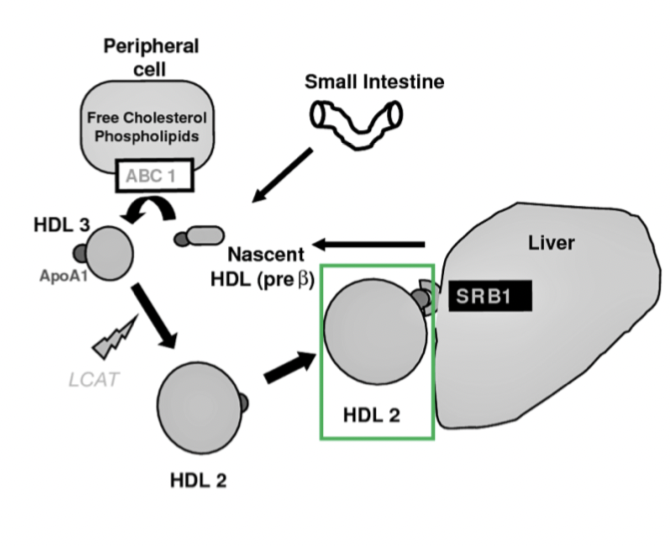 Peripheral
cell
Free Cholesterol
Phospholipids
ABC 1
Small Intestine
HDL 3
ApoA1
Nascent
HDL (pre β)
Liver
SRB1
LCAT
HDL 2
HDL 2